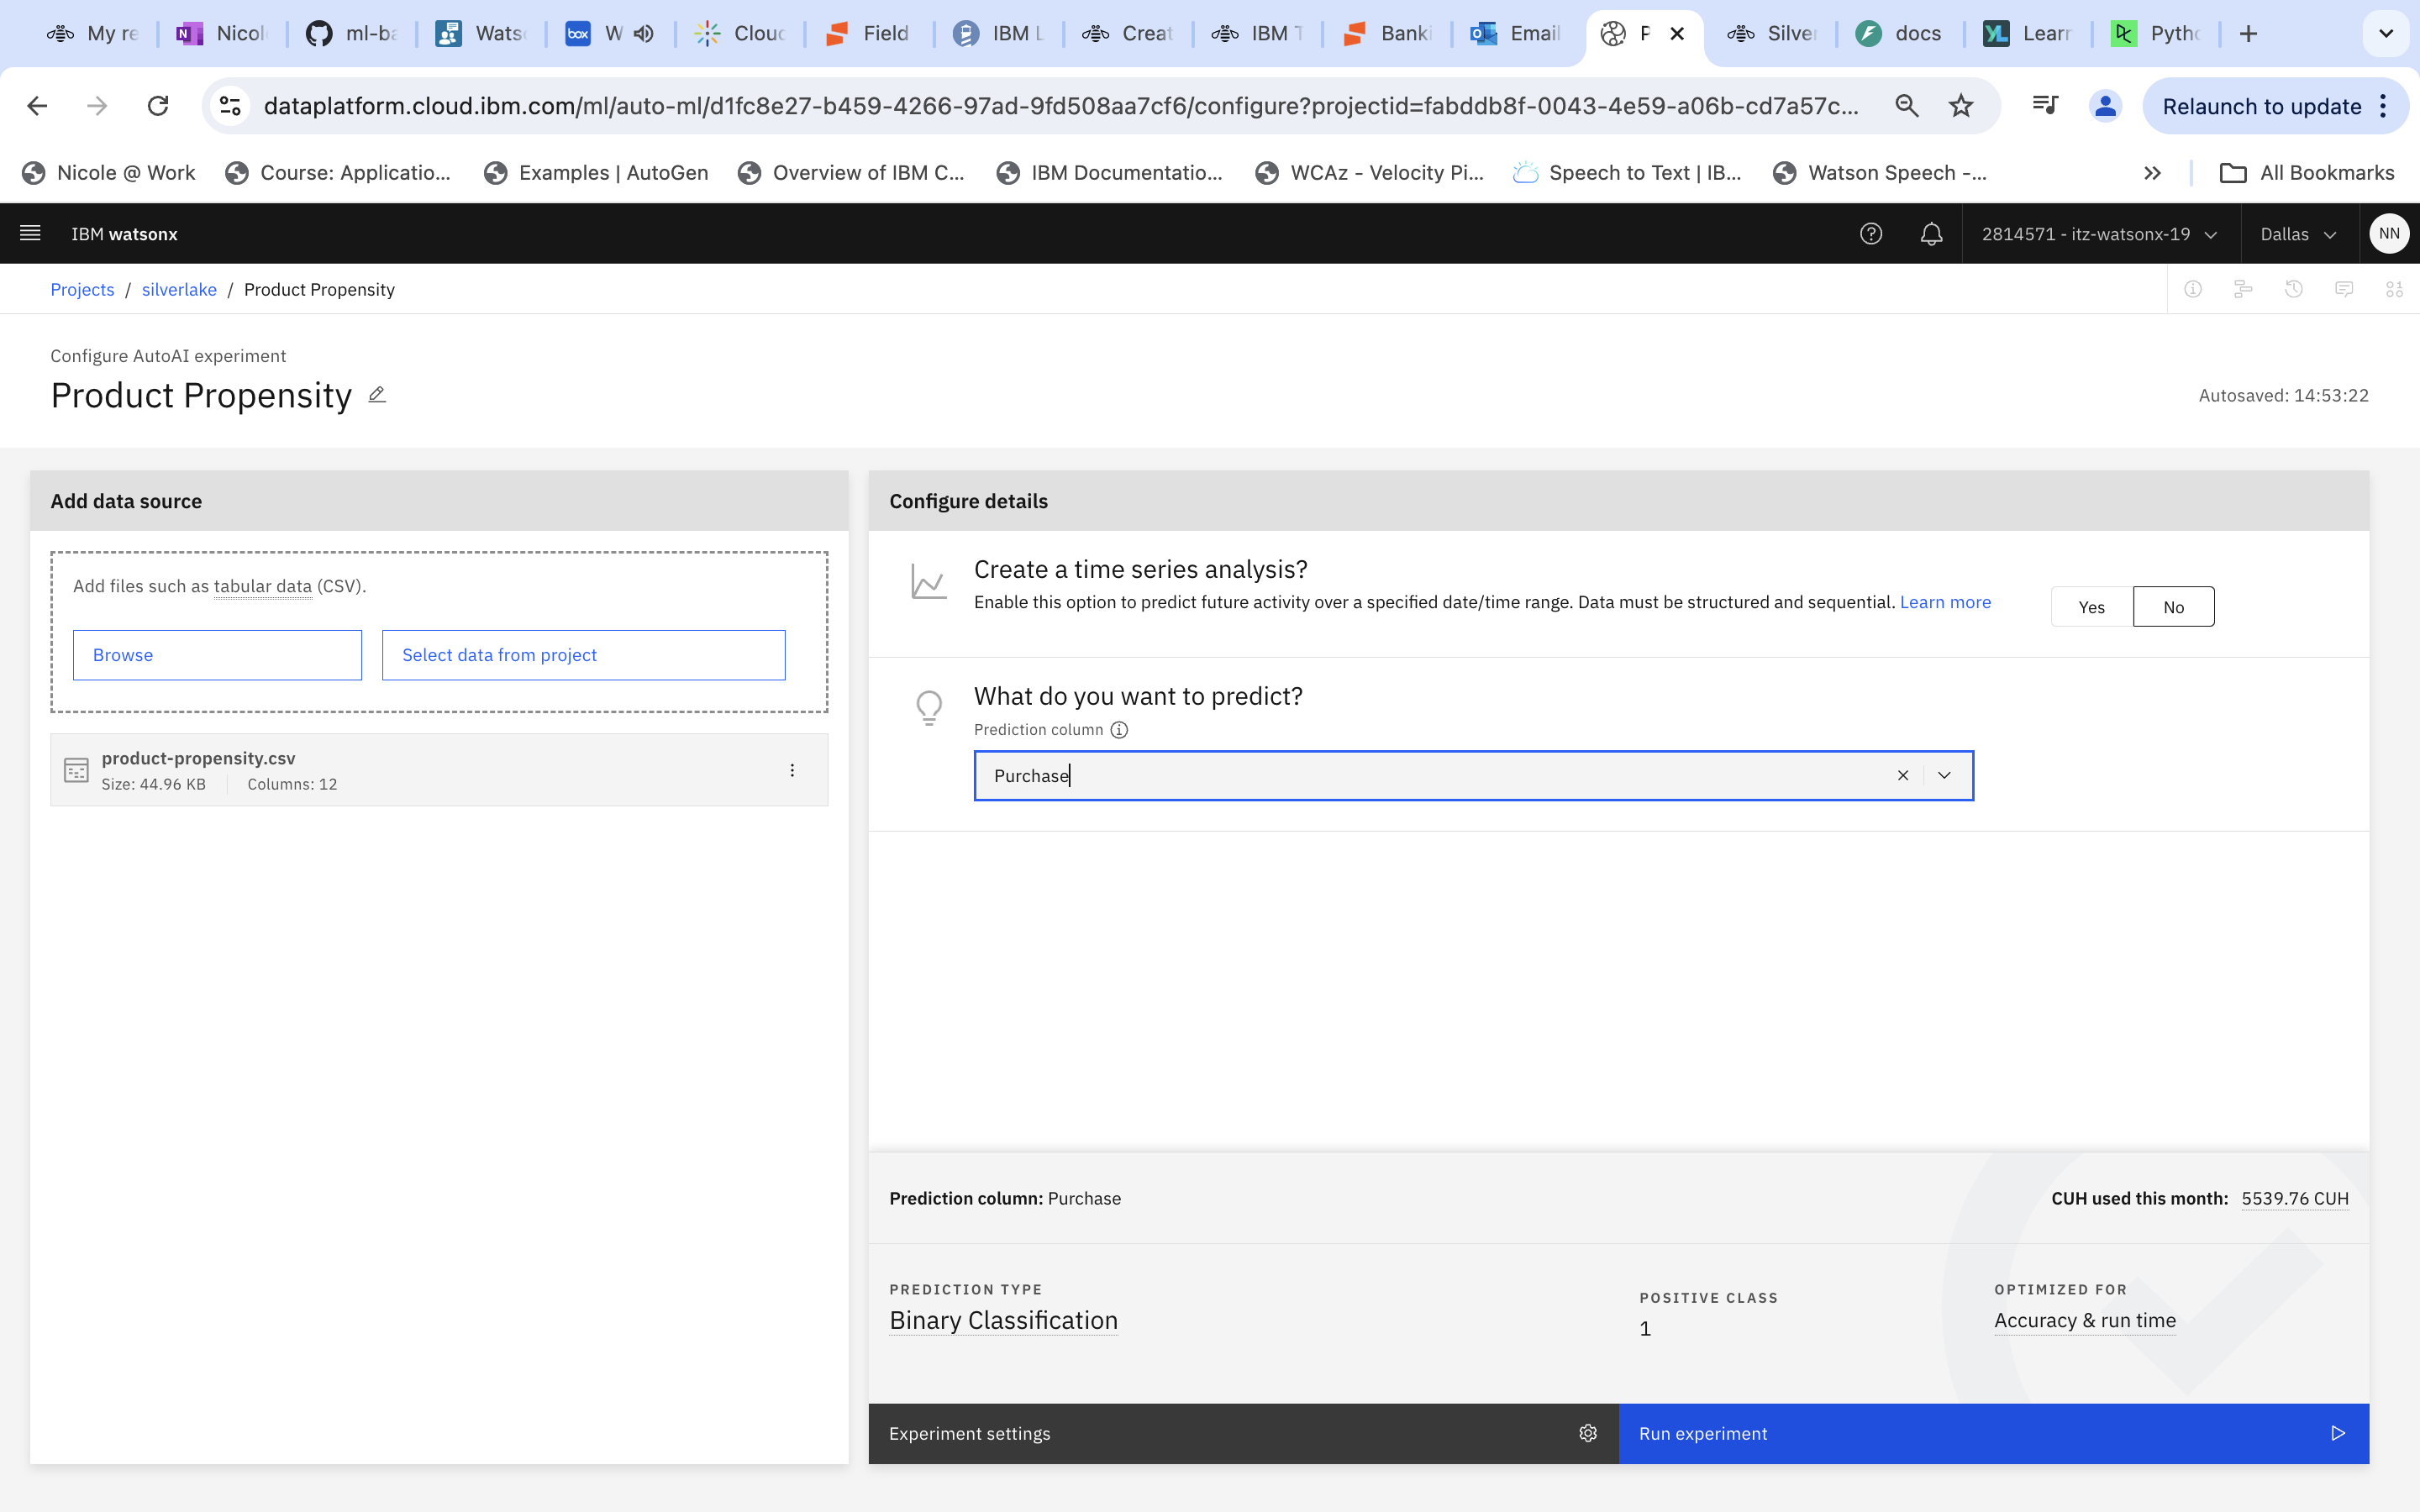 My re
Nicol
ml-ba
Wats
box
W
Cloud
Field
IBM L
Creat
IBM T
Banki
Email
P
Silver
docs
YL
Learn
Pytho
dataplatform.cloud.ibm.com/ml/auto-ml/d1fc8e27-b459-4266-97ad-9fd508aa7cf6/configure?projectid=fabddb8f-0043-4e59-a06b-cd7a57c...
Relaunch to update
Nicole @ Work
Course: Applicatio...
Examples | AutoGen
Overview of IBM C...
IBM Documentatio...
WCAz - Velocity Pi...
Speech to Text | IB...
Watson Speech -...
All Bookmarks
IBM watsonx
2814571 - itz-watsonx-19
Dallas
NN
Projects / silverlake / Product Propensity
Configure AutoAI experiment
Product Propensity
Autosaved: 14:53:22
Add data source
Add files such as tabular data (CSV).
Browse
Select data from project
product-propensity.csv
Size: 44.96 KB
Columns: 12
Configure details
Create a time series analysis?
Enable this option to predict future activity over a specified date/time range. Data must be structured and sequential. Learn more
Yes
No
What do you want to predict?
Prediction column
Purchase
Prediction column: Purchase
CUH used this month: 5539.76 CUH
PREDICTION TYPE
Binary Classification
POSITIVE CLASS
1
OPTIMIZED FOR
Accuracy & run time
Experiment settings
Run experiment